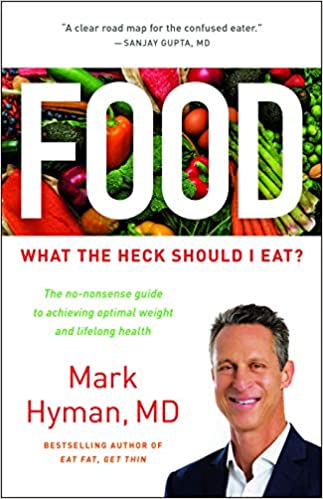 "A clear road map for the confused eater."
—SANJAY GUPTA, MD
FOOD
WHAT THE HECK SHOULD I EAT?
The no-nonsense guide
to achieving optimal weight
and lifelong health
Mark
Hyman, MD
BESTSELLING AUTHOR OF
EAT FAT, GET THIN